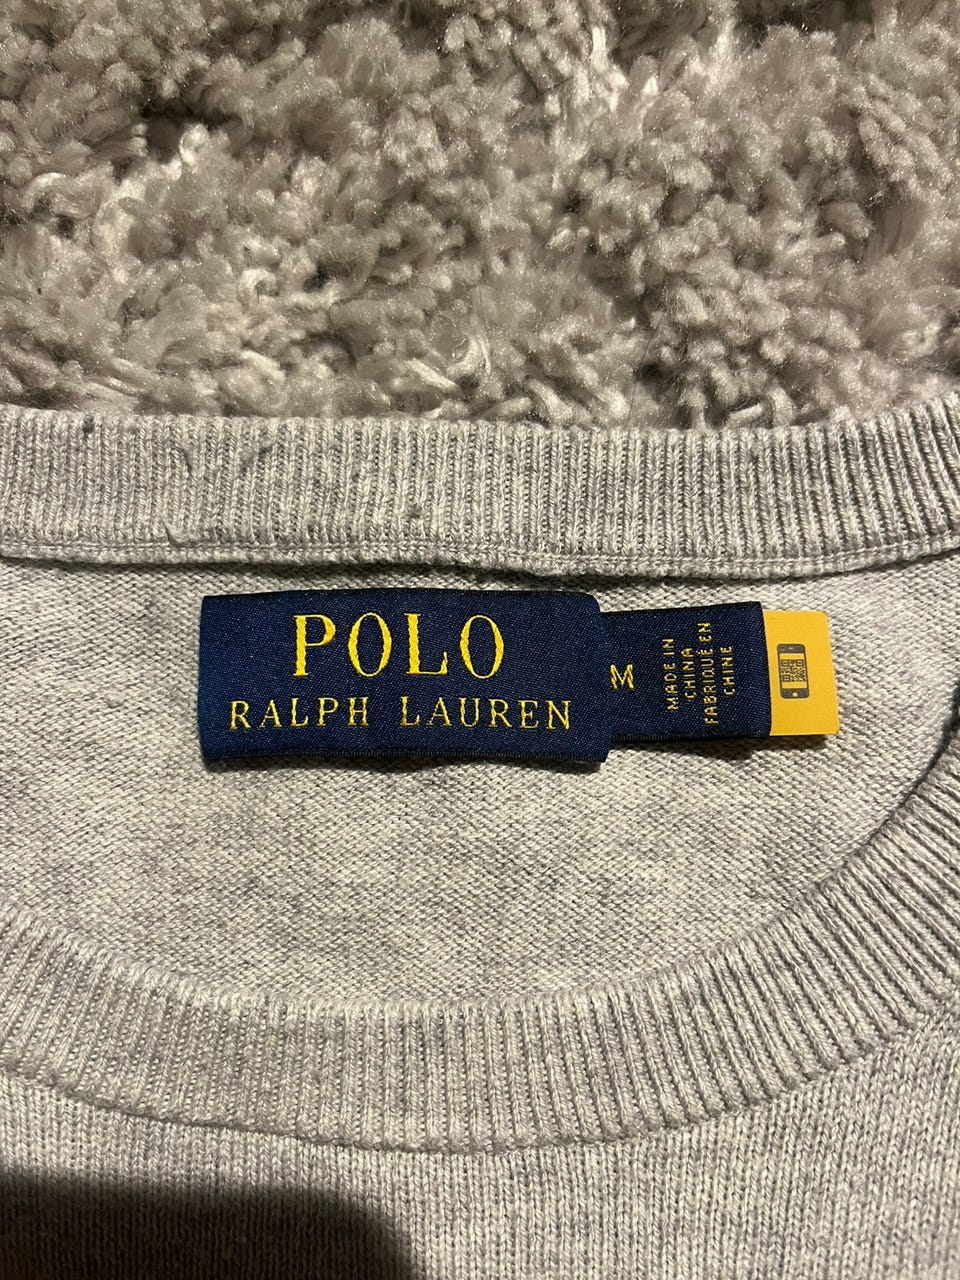 POLO
RALPH LAUREN
M
MADE IN
CHINA
FABRIQUÉ EN
CHINE